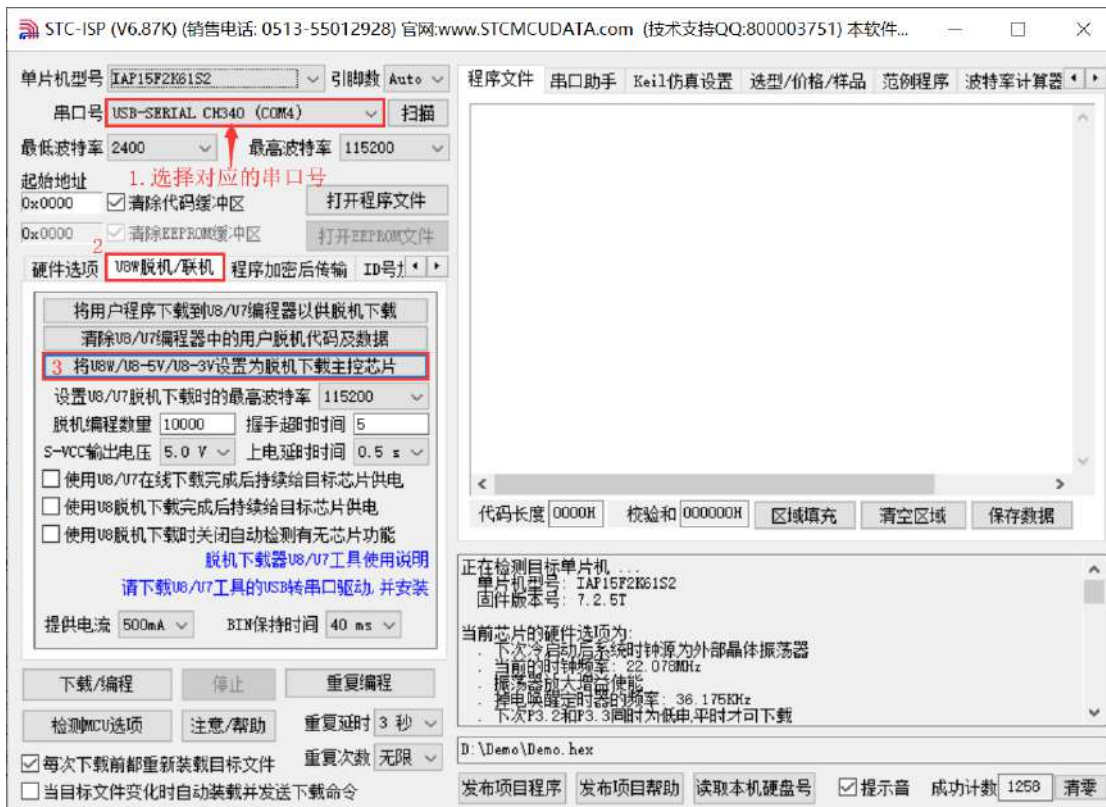 STC-ISP (V6.87K) (销售电话: 0513-55012928) 官网:www.STCMCUDATA.com (技术支持QQ:800003751) 本软件...
单片机型号 IAP15F2K61S2 引脚数 Auto
串口号 USB-SERIAL CH340 (COM4) 扫描
最低波特率 2400 最高波特率 115200
1.选择对应的串口号
起始地址
0x0000 清除代码缓冲区 打开程序文件
0x0000 清除EEPROM缓冲区 打开EEPROM文件
2
硬件选项 U8W脱机/联机 程序加密后传输 ID号
将用户程序下载到U8/U7编程器以供脱机下载
清除U8/U7编程器中的用户脱机代码及数据
3 将U8W/U8-5V/U8-3V设置为脱机下载主控芯片
设置U8/U7脱机下载时的最高波特率 115200
脱机编程数量 10000 握手超时时间 5
S-VCC输出电压 5.0 V 上电延时时间 0.5 s
使用U8/U7在线下载完成后持续给目标芯片供电
使用U8脱机下载完成后持续给目标芯片供电
使用U8脱机下载时关闭自动检测有无芯片功能
脱机下载器U8/U7工具使用说明
请下载U8/U7工具的USB转串口驱动,并安装
提供电流 500mA BIN保持时间 40 ms
下载/编程 停止 重复编程
检测MCU选项 注意/帮助 重复延时 3 秒
重复次数 无限
每次下载前都重新装载目标文件
当目标文件变化时自动装载并发送下载命令
程序文件 串口助手 Keil仿真设置 选型/价格/样品 范例程序 波特率计算器
代码长度 0000H 校验和 000000H 区域填充 清空区域 保存数据
正在检测目标单片机 ...
单片机型号: IAP15F2K61S2
固件版本号: 7.2.5T
当前芯片的硬件选项为:
. 下次冷启动后系统时钟源为外部晶体振荡器
. 当前的时钟频率: 22.078MHz
. 振荡器放大增益使能
. 掉电唤醒定时器的频率: 36.175KHz
. 下次P3.2和P3.3同时为低电平时才可下载
D:\Demo\Demo.hex
发布项目程序 发布项目帮助 读取本机硬盘号 提示音 成功计数 1258 清零